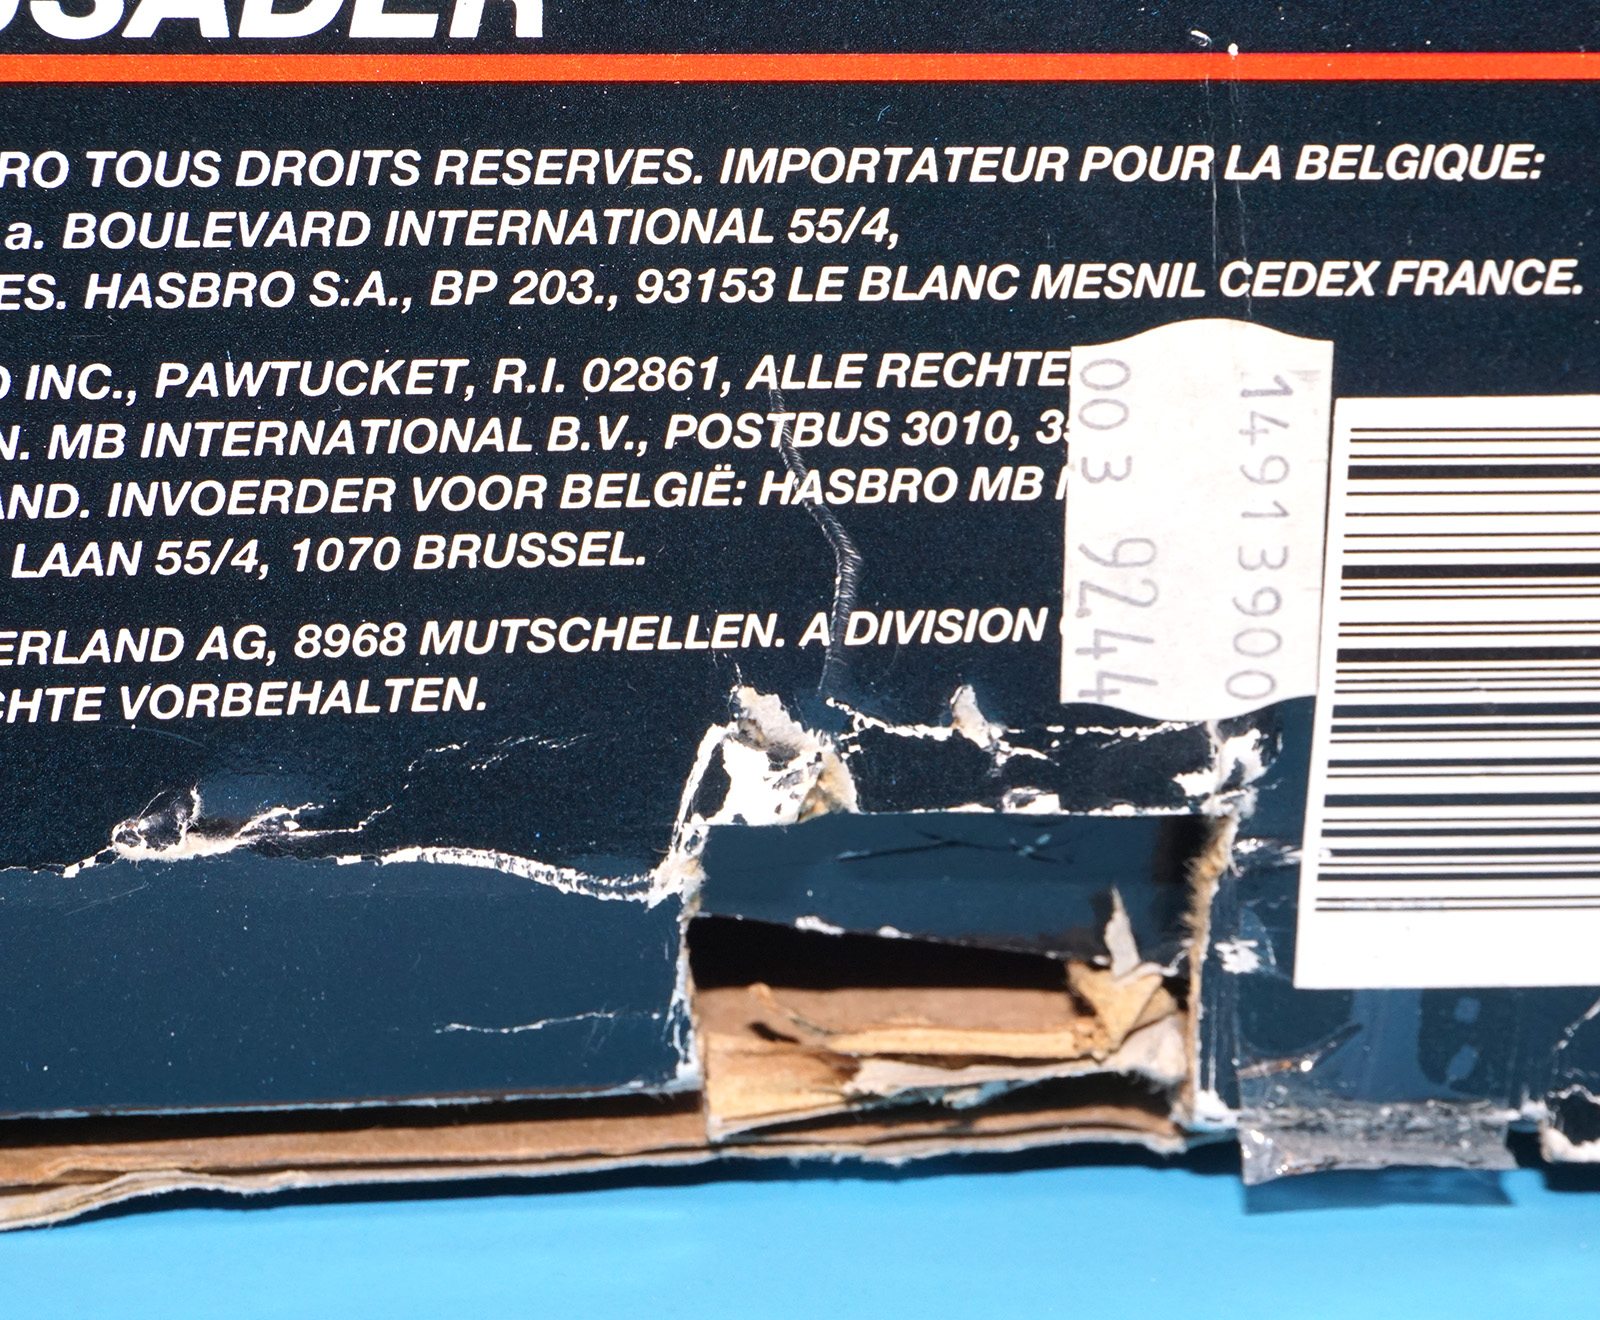 RO TOUS DROITS RESERVES. IMPORTATEUR POUR LA BELGIQUE:
a. BOULEVARD INTERNATIONAL 55/4,
ES. HASBRO S.A., BP 203., 93153 LE BLANC MESNIL CEDEX FRANCE.
INC., PAWTUCKET, R.I. 02861, ALLE RECHTE
N. MB INTERNATIONAL B.V., POSTBUS 3010, 3
AND. INVOERDER VOOR BELGIË: HASBRO MB
LAAN 55/4, 1070 BRUSSEL.
ERLAND AG, 8968 MUTSCHELLEN. A DIVISION
CHTE VORBEHALTEN.
14913900
003 9244